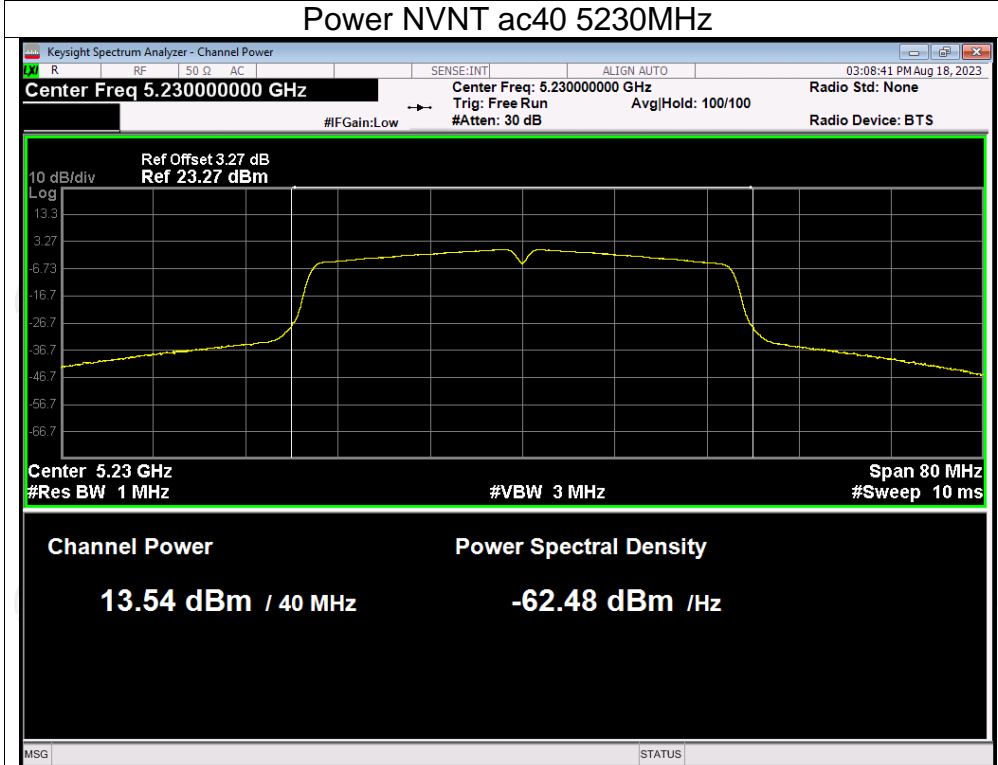 Power NVNT ac40 5230MHz
Keysight Spectrum Analyzer - Channel Power
LXI R RF 50 Ω AC SENSE:INT ALIGN AUTO 03:08:41 PM Aug 18, 2023
Center Freq 5.230000000 GHz
Center Freq: 5.230000000 GHz
Radio Std: None
Trig: Free Run Avg|Hold: 100/100
#IFGain:Low #Atten: 30 dB Radio Device: BTS
Ref Offset 3.27 dB
10 dB/div Ref 23.27 dBm
Log
13.3
3.27
-6.73
-16.7
-26.7
-36.7
-46.7
-56.7
-66.7
Center 5.23 GHz Span 80 MHz
#Res BW 1 MHz #VBW 3 MHz #Sweep 10 ms
Channel Power Power Spectral Density
13.54 dBm / 40 MHz -62.48 dBm /Hz
MSG STATUS